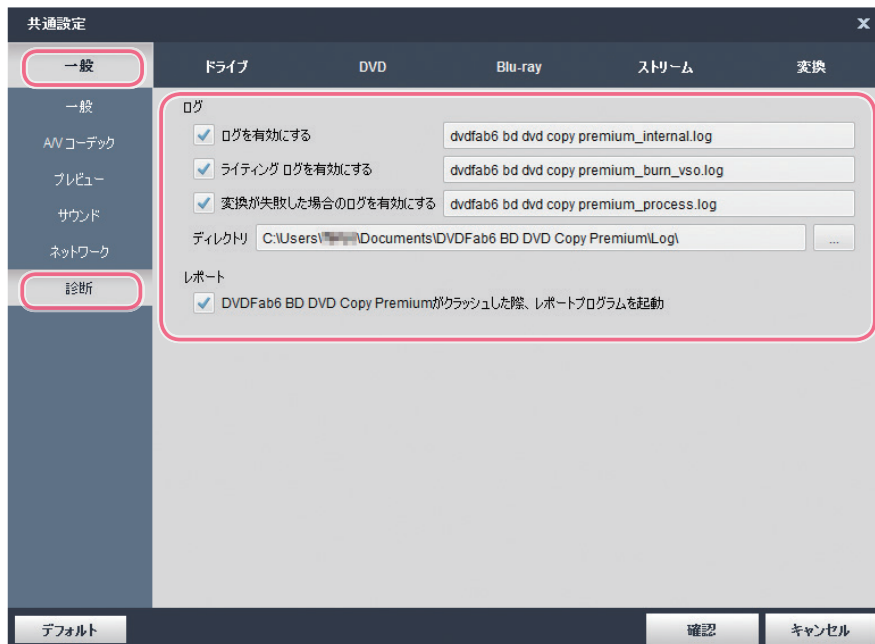 共通設定 x
一般 ドライブ DVD Blu-ray ストリーム 変換
一般
A/Vコーデック
プレビュー
サウンド
ネットワーク
診断
ログ
ログを有効にする dvdfab6 bd dvd copy premium_internal.log
ライティング ログを有効にする dvdfab6 bd dvd copy premium_burn_vso.log
変換が失敗した場合のログを有効にする dvdfab6 bd dvd copy premium_process.log
ディレクトリ C:\Users\ \Documents\DVDFab6 BD DVD Copy Premium\Log\ ...
レポート
DVDFab6 BD DVD Copy Premiumがクラッシュした際、レポートプログラムを起動
デフォルト 確認 キャンセル